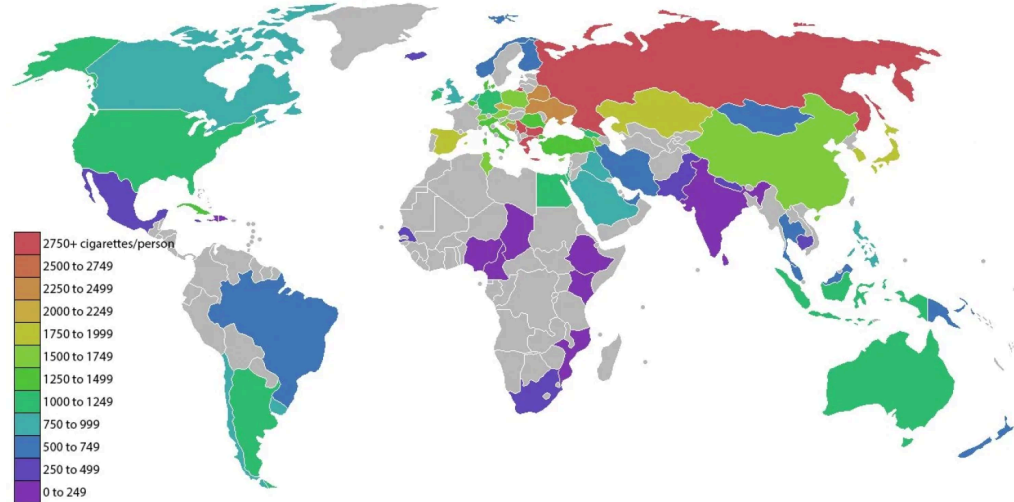 2750+ cigarettes/person
2500 to 2749
2250 to 2499
2000 to 2249
1750 to 1999
1500 to 1749
1250 to 1499
1000 to 1249
750 to 999
500 to 749
250 to 499
0 to 249